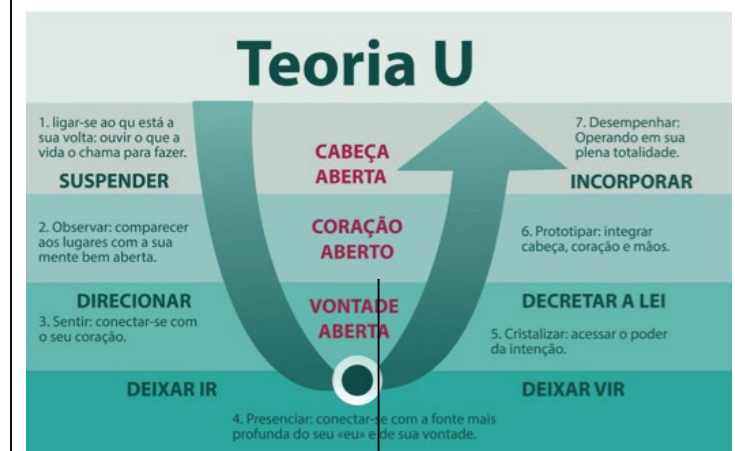 Teoria U
1. ligar-se ao qu está a
sua volta: ouvir o que a
vida o chama para fazer.
SUSPENDER
2. Observar: comparecer
aos lugares com a sua
mente bem aberta.
DIRECIONAR
3. Sentir: conectar-se com
o seu coração.
DEIXAR IR
CABEÇA
ABERTA
CORAÇÃO
ABERTO
VONTADE
ABERTA
4. Presenciar: conectar-se com a fonte mais
profunda do seu «eu» e de sua vontade.
7. Desempenhar:
Operando em sua
plena totalidade.
INCORPORAR
6. Prototipar: integrar
cabeça, coração e mãos.
DECRETAR A LEI
5. Cristalizar: acessar o poder
da intenção.
DEIXAR VIR